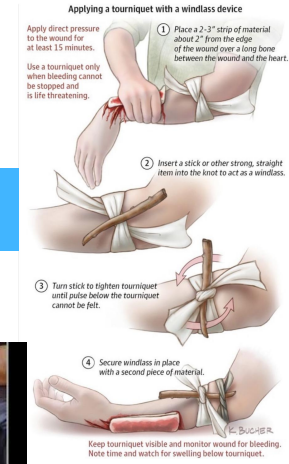 Applying a tourniquet with a windlass device
Apply direct pressure
to the wound for
at least 15 minutes.
Use a tourniquet only
when bleeding cannot
be stopped and
is life threatening.
1 Place a 2-3" strip of material
about 2" from the edge
of the wound over a long bone
between the wound and the heart.
2 Insert a stick or other strong, straight
item into the knot to act as a windlass.
3 Turn stick to tighten tourniquet
until pulse below the tourniquet
cannot be felt.
4 Secure windlass in place
with a second piece of material.
K. BUCHER
Keep tourniquet visible and monitor wound for bleeding.
Note time and watch for swelling below tourniquet.